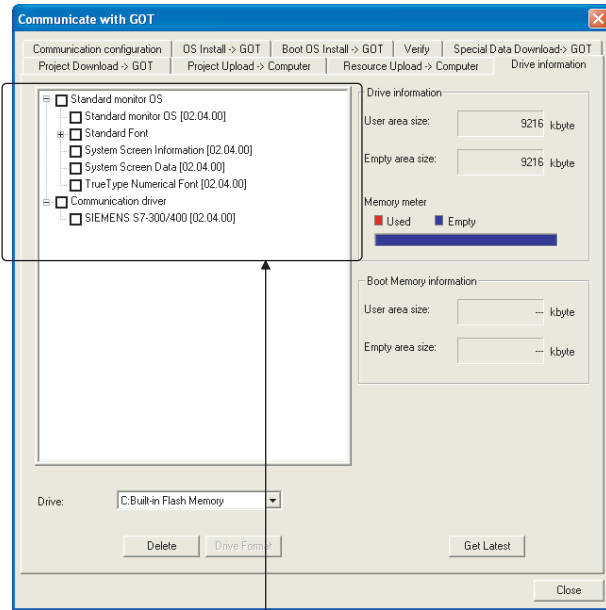 Communicate with GOT
Communication configuration | OS Install -> GOT | Boot OS Install -> GOT | Verify | Special Data Download-> GOT
Project Download -> GOT | Project Upload -> Computer | Resource Upload -> Computer | Drive information
Standard monitor OS
Standard monitor OS [02.04.00]
Standard Font
System Screen Information [02.04.00]
System Screen Data [02.04.00]
TrueType Numerical Font [02.04.00]
Communication driver
SIEMENS S7-300/400 [02.04.00]
Drive information
User area size: 9216 kbyte
Empty area size: 9216 kbyte
Memory meter
Used Empty
Boot Memory information
User area size: --- kbyte
Empty area size: --- kbyte
Drive: C:Built-in Flash Memory
Delete Drive Format Get Latest
Close